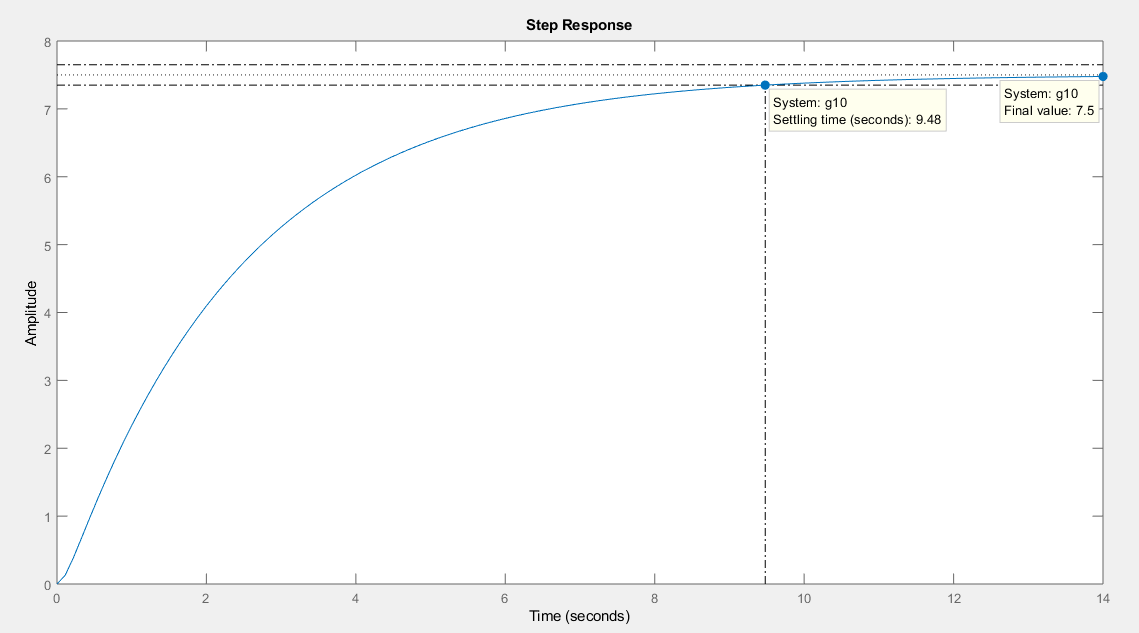 Step Response
8
7
6
5
4
3
2
1
0
Amplitude
System: g10
Settling time (seconds): 9.48
System: g10
Final value: 7.5
0 2 4 6 8 10 12 14
Time (seconds)